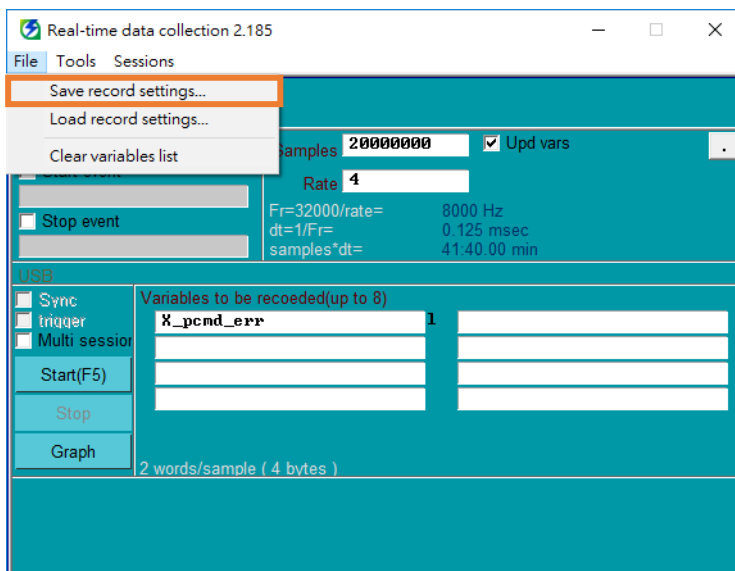 Real-time data collection 2.185
File Tools Sessions
Save record settings...
Load record settings...
Clear variables list
Samples 20000000 Upd vars .
Start event
Rate 4
Fr=32000/rate= 8000 Hz
Stop event
dt=1/Fr= 0.125 msec
samples*dt= 41:40.00 min
USB
Sync
Variables to be recoeded(up to 8)
trigger
X_pcmd_err 1
Multi session
Start(F5)
Stop
Graph
2 words/sample ( 4 bytes )